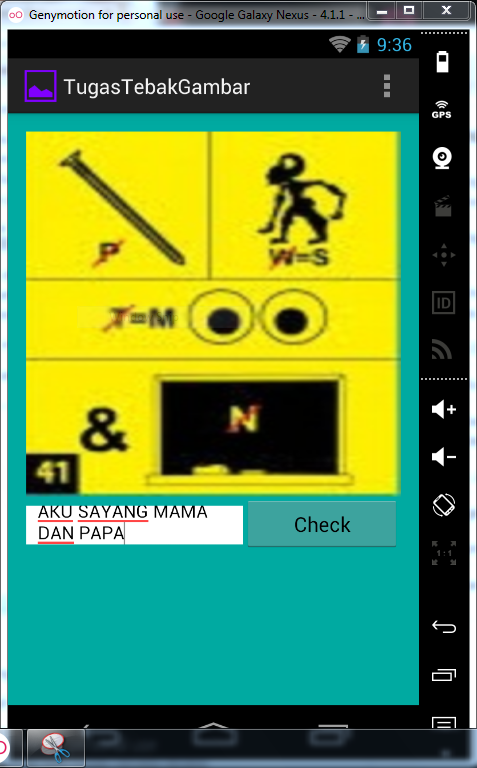 Genymotion for personal use - Google Galaxy Nexus - 4.1.1 - ...
9:36
TugasTebakGambar
GPS
P
W=S
T=M
ID
&
N
41
AKU SAYANG MAMA
DAN PAPA
Check
1:1